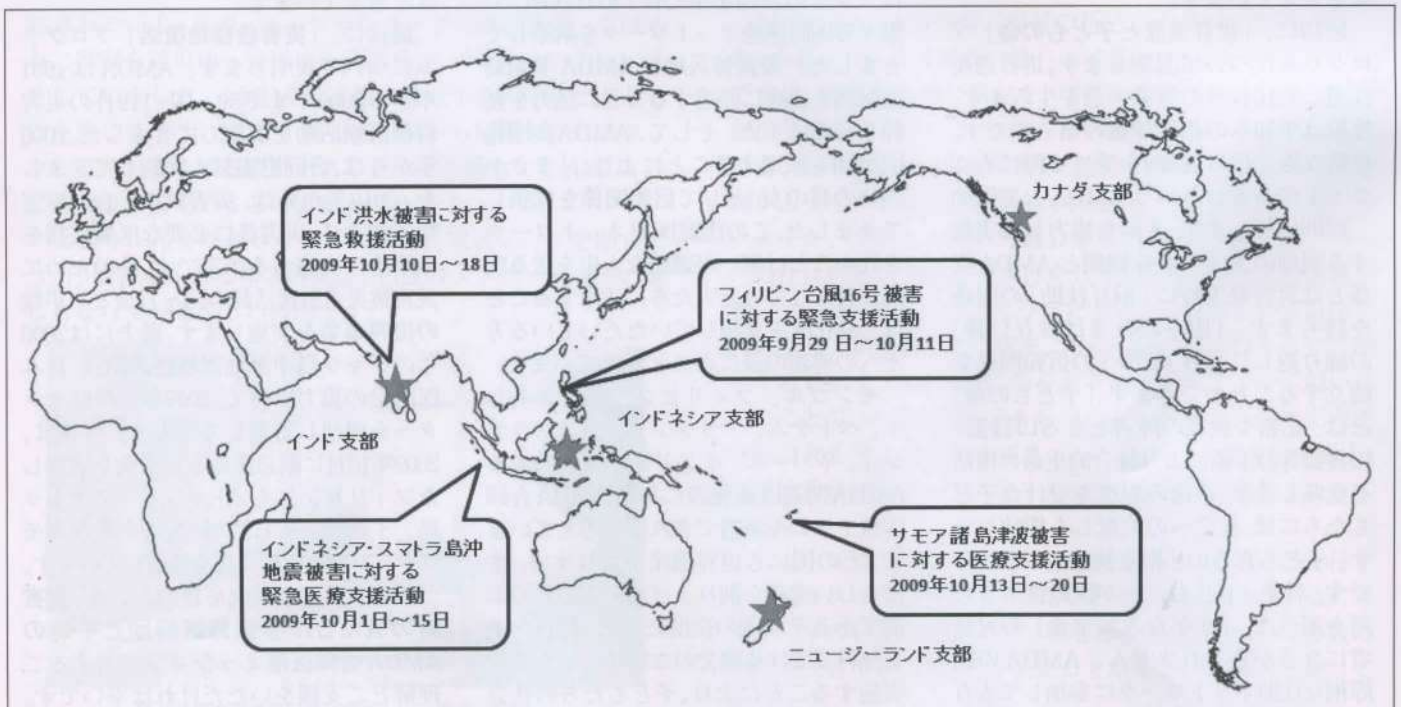 カナダ支部
インド洪水被害に対する
緊急救援活動
2009年10月10日～18日
フィリピン台風16号被害
に対する緊急支援活動
2009年9月29日～10月11日
インドネシア支部
インド支部
インドネシア・スマトラ島沖
地震被害に対する
緊急医療支援活動
2009年10月1日～15日
サモア諸島津波被害
に対する医療支援活動
2009年10月13日～20日
ニュージーランド支部